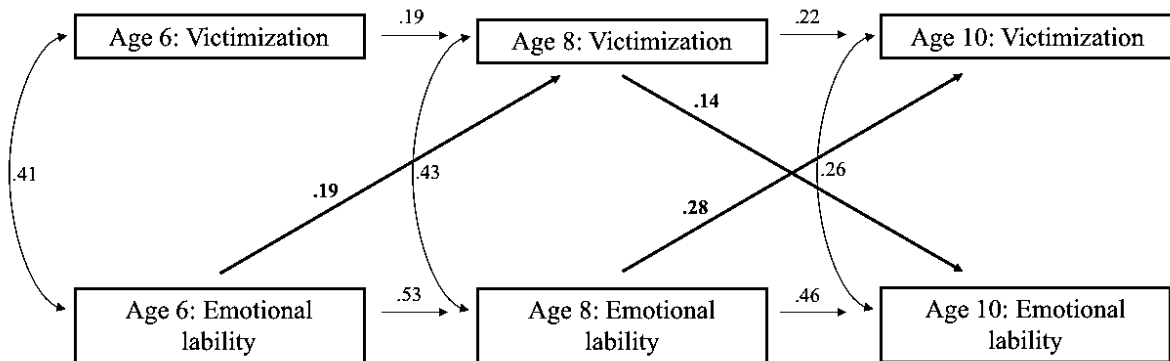 Age 6: Victimization
.19
Age 8: Victimization
.22
Age 10: Victimization
.14
.41
.19
.43
.28
.26
Age 6: Emotional
lability
.53
Age 8: Emotional
lability
.46
Age 10: Emotional
lability